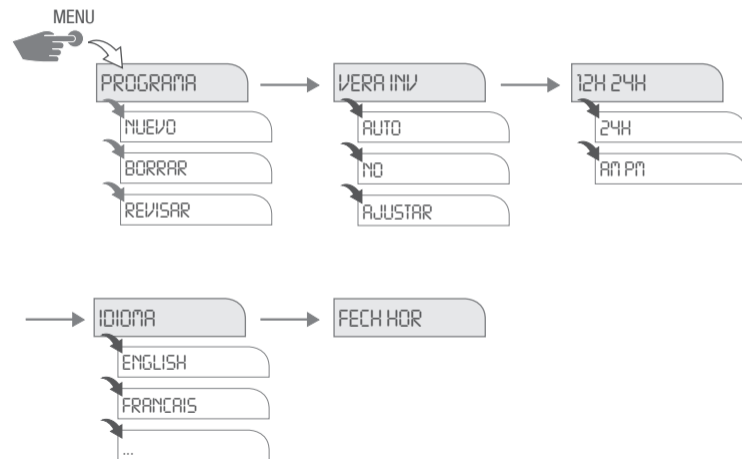 MENU
PROGRAMA
NUEVO
BORRAR
REVISAR
VERA INV
AUTO
NO
AJUSTAR
12H 24H
24H
AM PM
IDIOMA
ENGLISH
FRANCAIS
...
FECH HOR